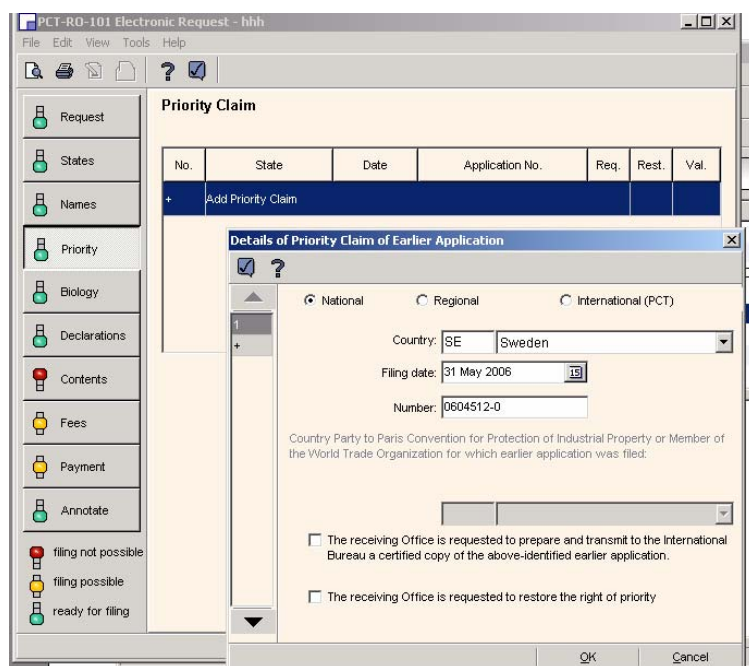 PCT-RO-101 Electronic Request - hhh
File Edit View Tools Help
Request
States
Names
Priority
Biology
Declarations
Contents
Fees
Payment
Annotate
filing not possible
filing possible
ready for filing
Priority Claim
No. State Date Application No. Req. Rest. Val.
+ Add Priority Claim
Details of Priority Claim of Earlier Application
1
+
National Regional International (PCT)
Country: SE Sweden
Filing date: 31 May 2006 15
Number: 0604512-0
Country Party to Paris Convention for Protection of Industrial Property or Member of
the World Trade Organization for which earlier application was filed:
The receiving Office is requested to prepare and transmit to the International
Bureau a certified copy of the above-identified earlier application.
The receiving Office is requested to restore the right of priority
OK Cancel